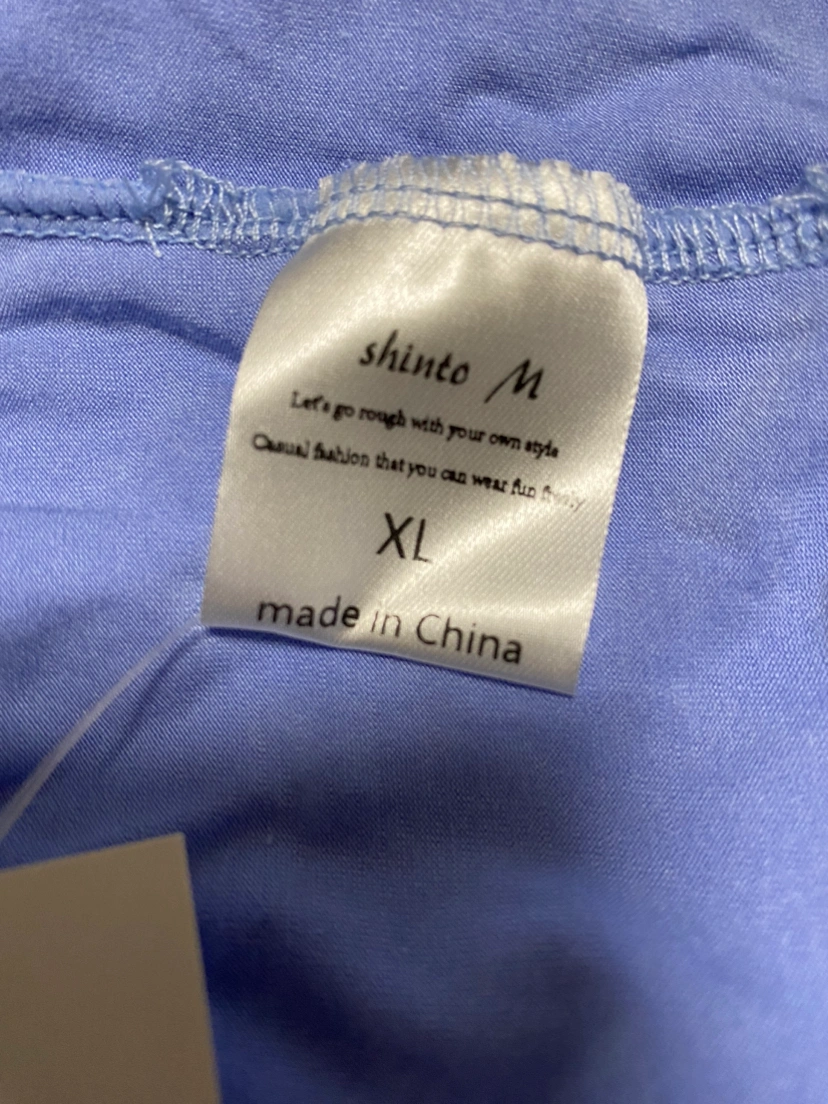 shinto M
Let's go rough with your own style
Casual fashion that you can wear fun
XL
made in China